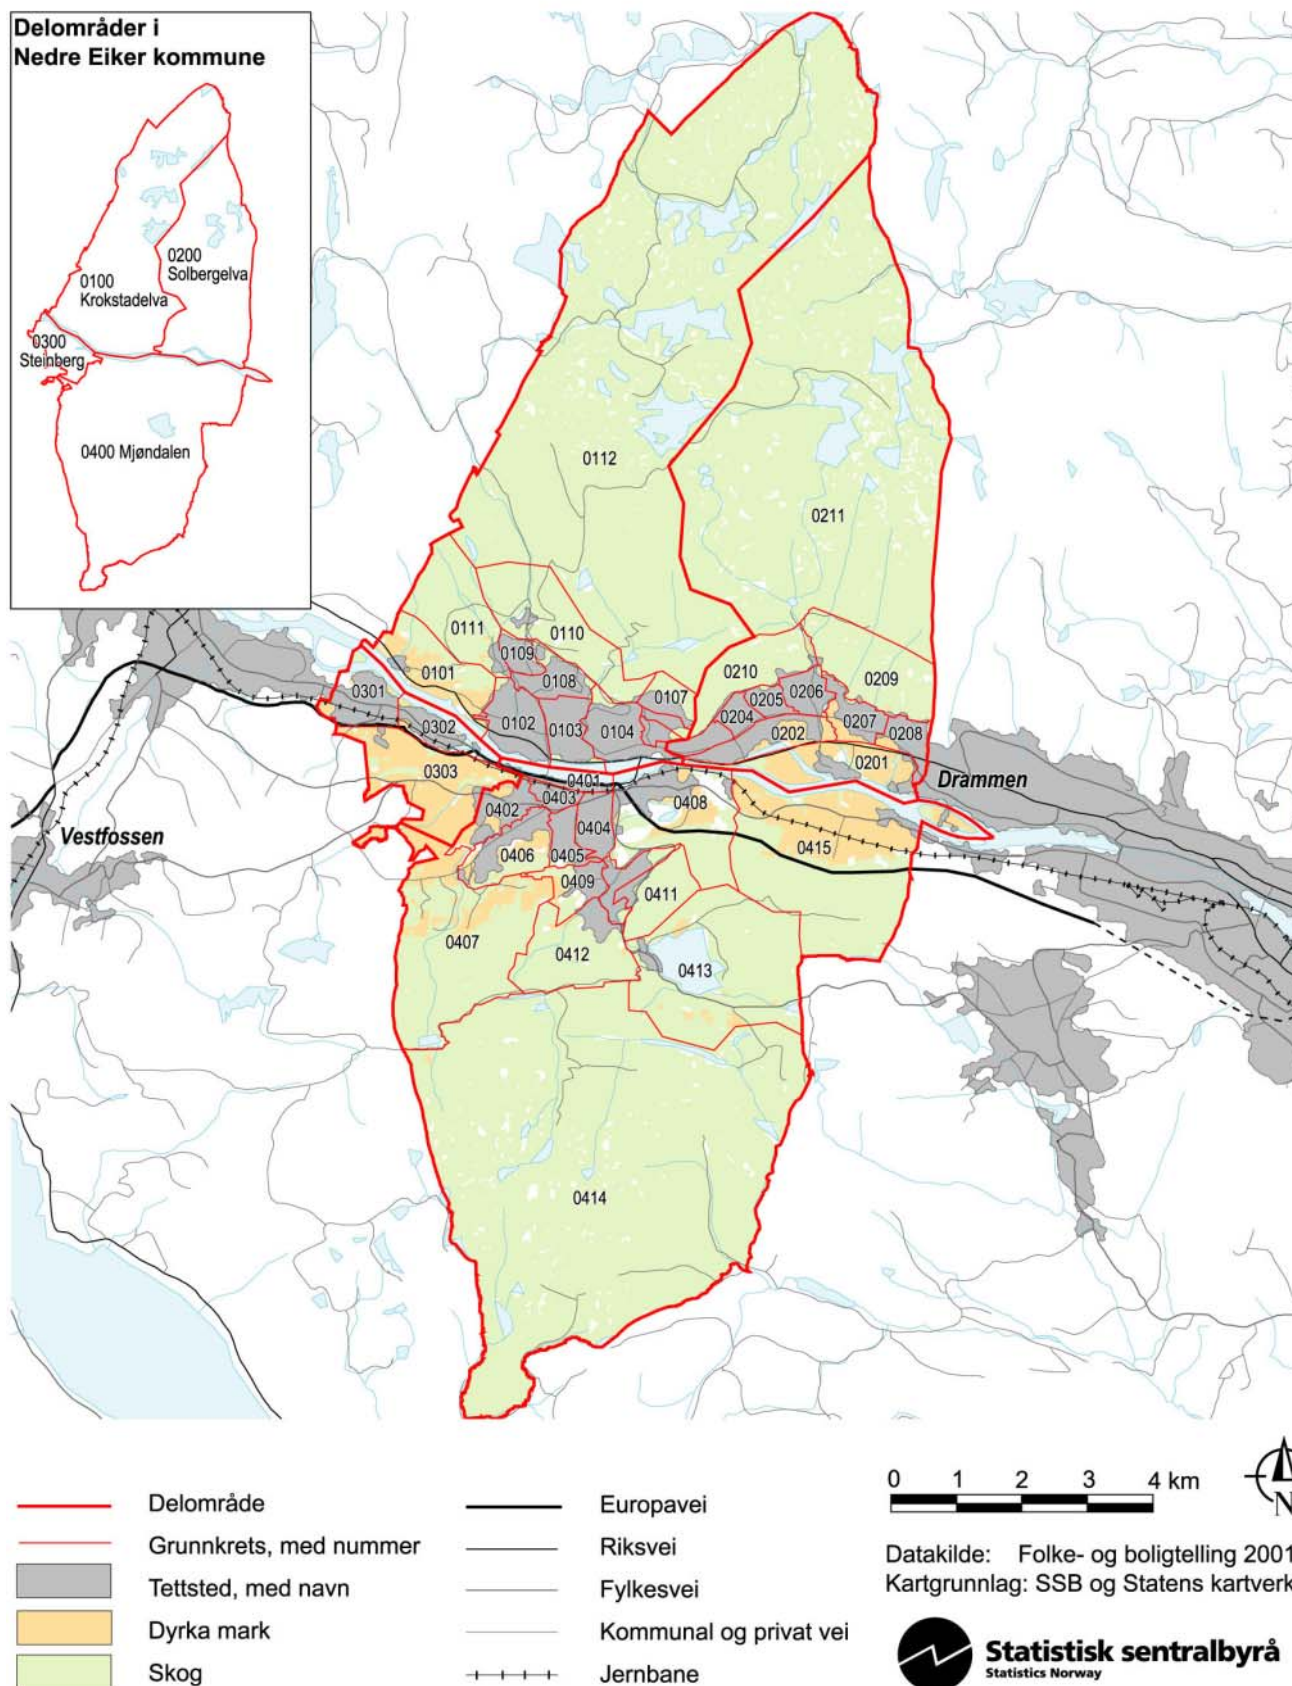 Delområder i
Nedre Eiker kommune
0200
Solbergelva
0100
Krokstadelva
0300
Steinberg
0400 Mjøndalen
0112
0211
0111
0110
0109
0101
0108
0107
0210
0209
0301
0206
0205
0204
0102
0103
0104
0207
0302
0202
0208
0201
0303
0401
Drammen
0403
0402
0408
0404
Vestfossen
0406
0405
0415
0409
0411
0407
0412
0413
0414
Delområde
Grunnkrets, med nummer
Tettsted, med navn
Dyrka mark
Skog
Europavei
Riksvei
Fylkesvei
Kommunal og privat vei
Jernbane
0 1 2 3 4 km
N
Datakilde: Folke- og boligtelling 2001
Kartgrunnlag: SSB og Statens kartverk
Statistisk sentralbyrå
Statistics Norway